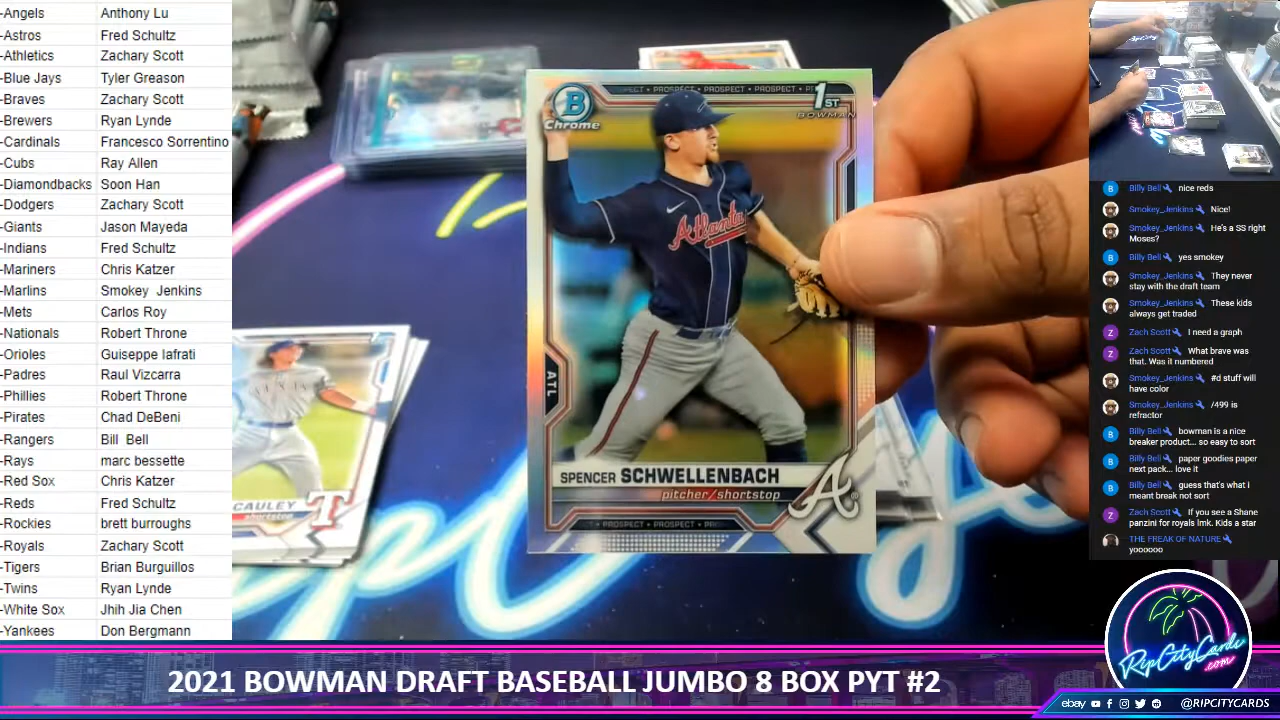 -Angels Anthony Lu
-Astros Fred Schultz
-Athletics Zachary Scott
-Blue Jays Tyler Greason
-Braves Zachary Scott
-Brewers Ryan Lynde
-Cardinals Francesco Sorrentino
-Cubs Ray Allen
-Diamondbacks Soon Han
-Dodgers Zachary Scott
-Giants Jason Mayeda
-Indians Fred Schultz
-Mariners Chris Katzer
-Marlins Smokey Jenkins
-Mets Carlos Roy
-Nationals Robert Throne
-Orioles Guiseppe Iafrati
-Padres Raul Vizcarra
-Phillies Robert Throne
-Pirates Chad DeBeni
-Rangers Bill Bell
-Rays marc bessette
-Red Sox Chris Katzer
-Reds Fred Schultz
-Rockies brett burroughs
-Royals Zachary Scott
-Tigers Brian Burguillos
-Twins Ryan Lynde
-White Sox Jhih Jia Chen
-Yankees Don Bergmann
B
Chrome
PROSPECT • PROSPECT • PROSPECT
1ST
BOWMAN
Atlanta
ATL
SPENCER SCHWELLENBACH
pitcher/shortstop
A
• PROSPECT • PROSPECT •
CAULEY
shortstop
T
B Billy Bell nice reds
Smokey_Jenkins Nice!
Smokey_Jenkins He's a SS right
Moses?
B Billy Bell yes smokey
Smokey_Jenkins They never
stay with the draft team
Smokey_Jenkins These kids
always get traded
Z Zach Scott I need a graph
Z Zach Scott What brave was
that. Was it numbered
Smokey_Jenkins #d stuff will
have color
Smokey_Jenkins /499 is
refractor
B Billy Bell bowman is a nice
breaker product... so easy to sort
B Billy Bell paper goodies paper
next pack... love it
B Billy Bell guess that's what i
meant break not sort
Z Zach Scott If you see a Shane
panzini for royals lmk. Kids a star
THE FREAK OF NATURE
yoooooo
RipCityCards
.com
2021 BOWMAN DRAFT BASEBALL JUMBO 8 BOX PYT #2
ebay @RIPCITYCARDS